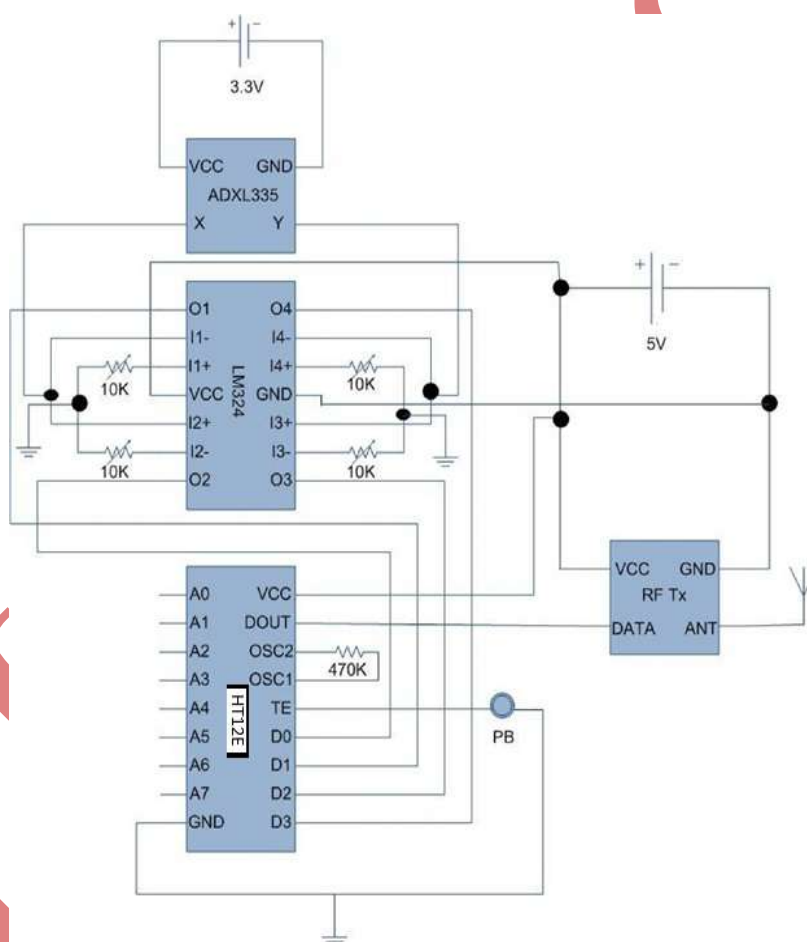 + −
3.3V
VCC GND
ADXL335
X Y
+ −
5V
O1 O4
I1- I4-
I1+ I4+
10K 10K
VCC GND
LM324
I2+ I3+
I2- I3-
10K 10K
O2 O3
VCC GND
RF Tx
DATA ANT
A0 VCC
A1 DOUT
A2 OSC2
470K
A3 OSC1
A4 TE
HT12E
PB
A5 D0
A6 D1
A7 D2
GND D3